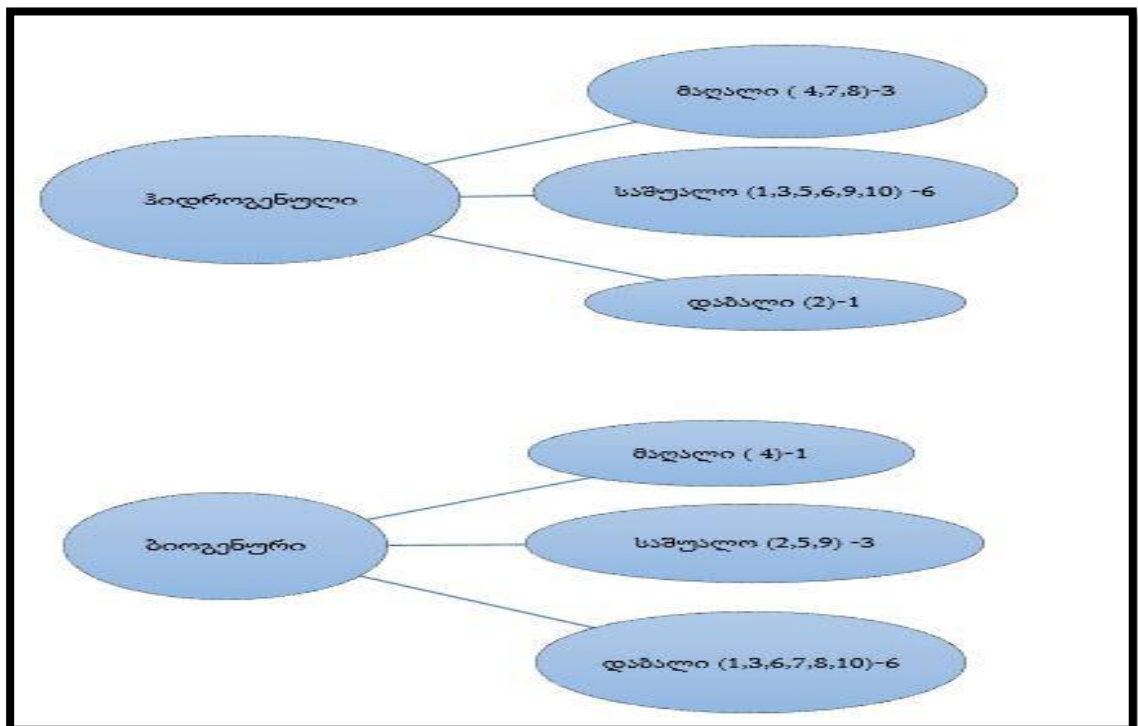 მაღალი ( 4,7,8)-3
ჰიდროგენული
საშუალო (1,3,5,6,9,10) -6
დაბალი (2)-1
მაღალი ( 4)-1
ბიოგენური
საშუალო (2,5,9) -3
დაბალი (1,3,6,7,8,10)-6